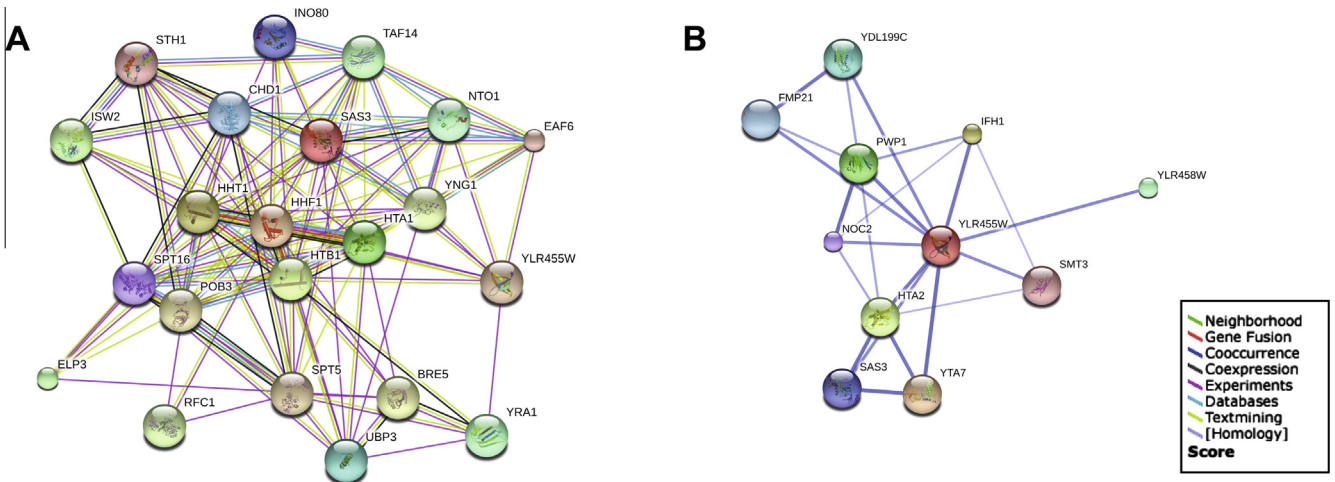 A
INO80
STH1
TAF14
CHD1
NTO1
SAS3
ISW2
EAF6
YNG1
HHT1
HHF1
HTA1
HTB1
SPT16
YLR455W
POB3
ELP3
SPT5
BRE5
RFC1
YRA1
UBP3
B
YDL199C
FMP21
IFH1
PWP1
YLR458W
YLR455W
NOC2
SMT3
HTA2
SAS3
YTA7
Neighborhood
Gene Fusion
Cooccurrence
Coexpression
Experiments
Databases
Textmining
[Homology]
Score